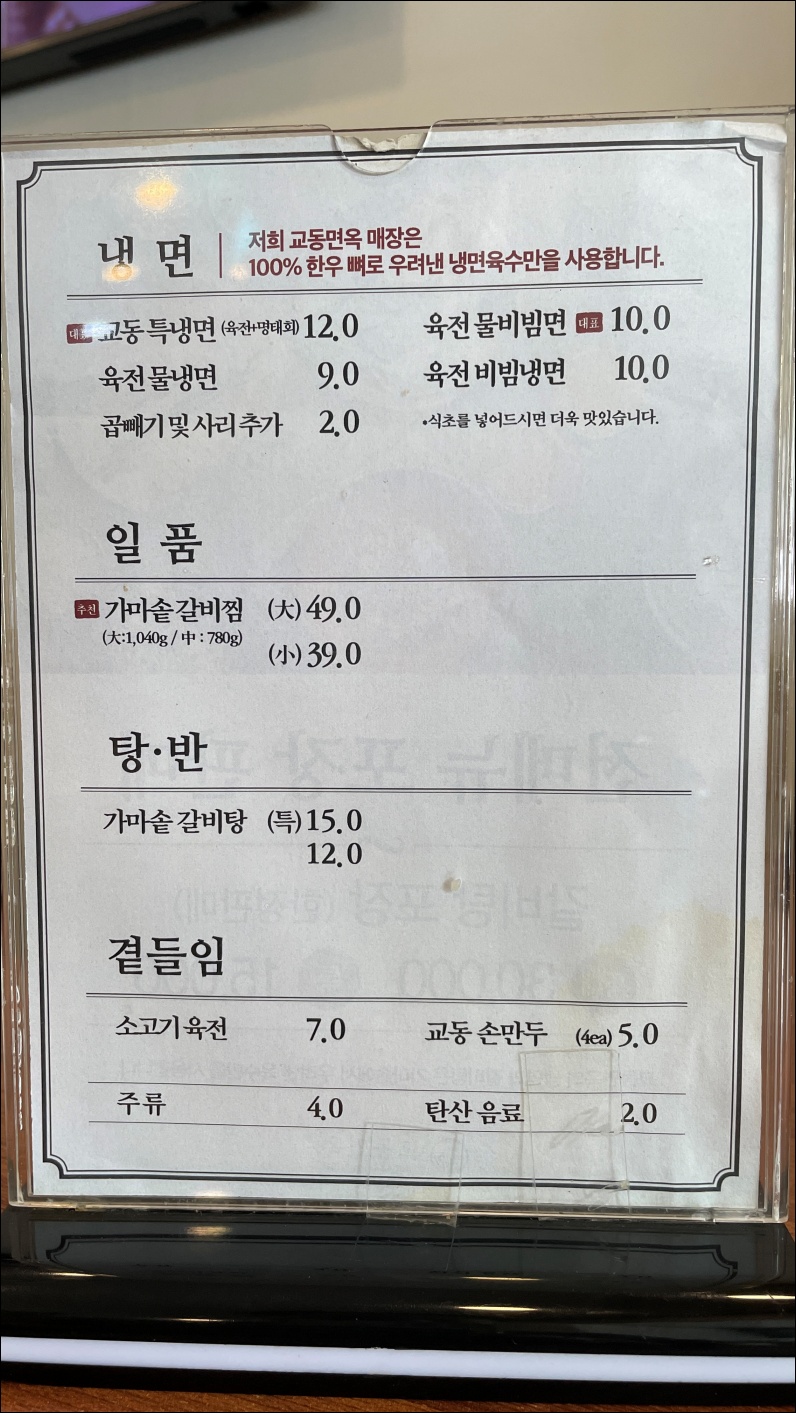 냉 면
저희 교동면옥 매장은
100% 한우 뼈로 우려낸 냉면육수만을 사용합니다.
대표 교동 특냉면 (육전+명태회) 12.0
육전 물비빔면 대표 10.0
육전 물냉면 9.0
육전 비빔냉면 10.0
곱빼기 및 사리 추가 2.0
•식초를 넣어드시면 더욱 맛있습니다.
일 품
추천 가마솥 갈비찜 (大) 49.0
(大:1,040g / 中 : 780g)
(小) 39.0
탕·반
가마솥 갈비탕 (특) 15.0
12.0
곁들임
소고기 육전 7.0
교동 손만두 (4ea) 5.0
주류 4.0
탄산 음료 2.0